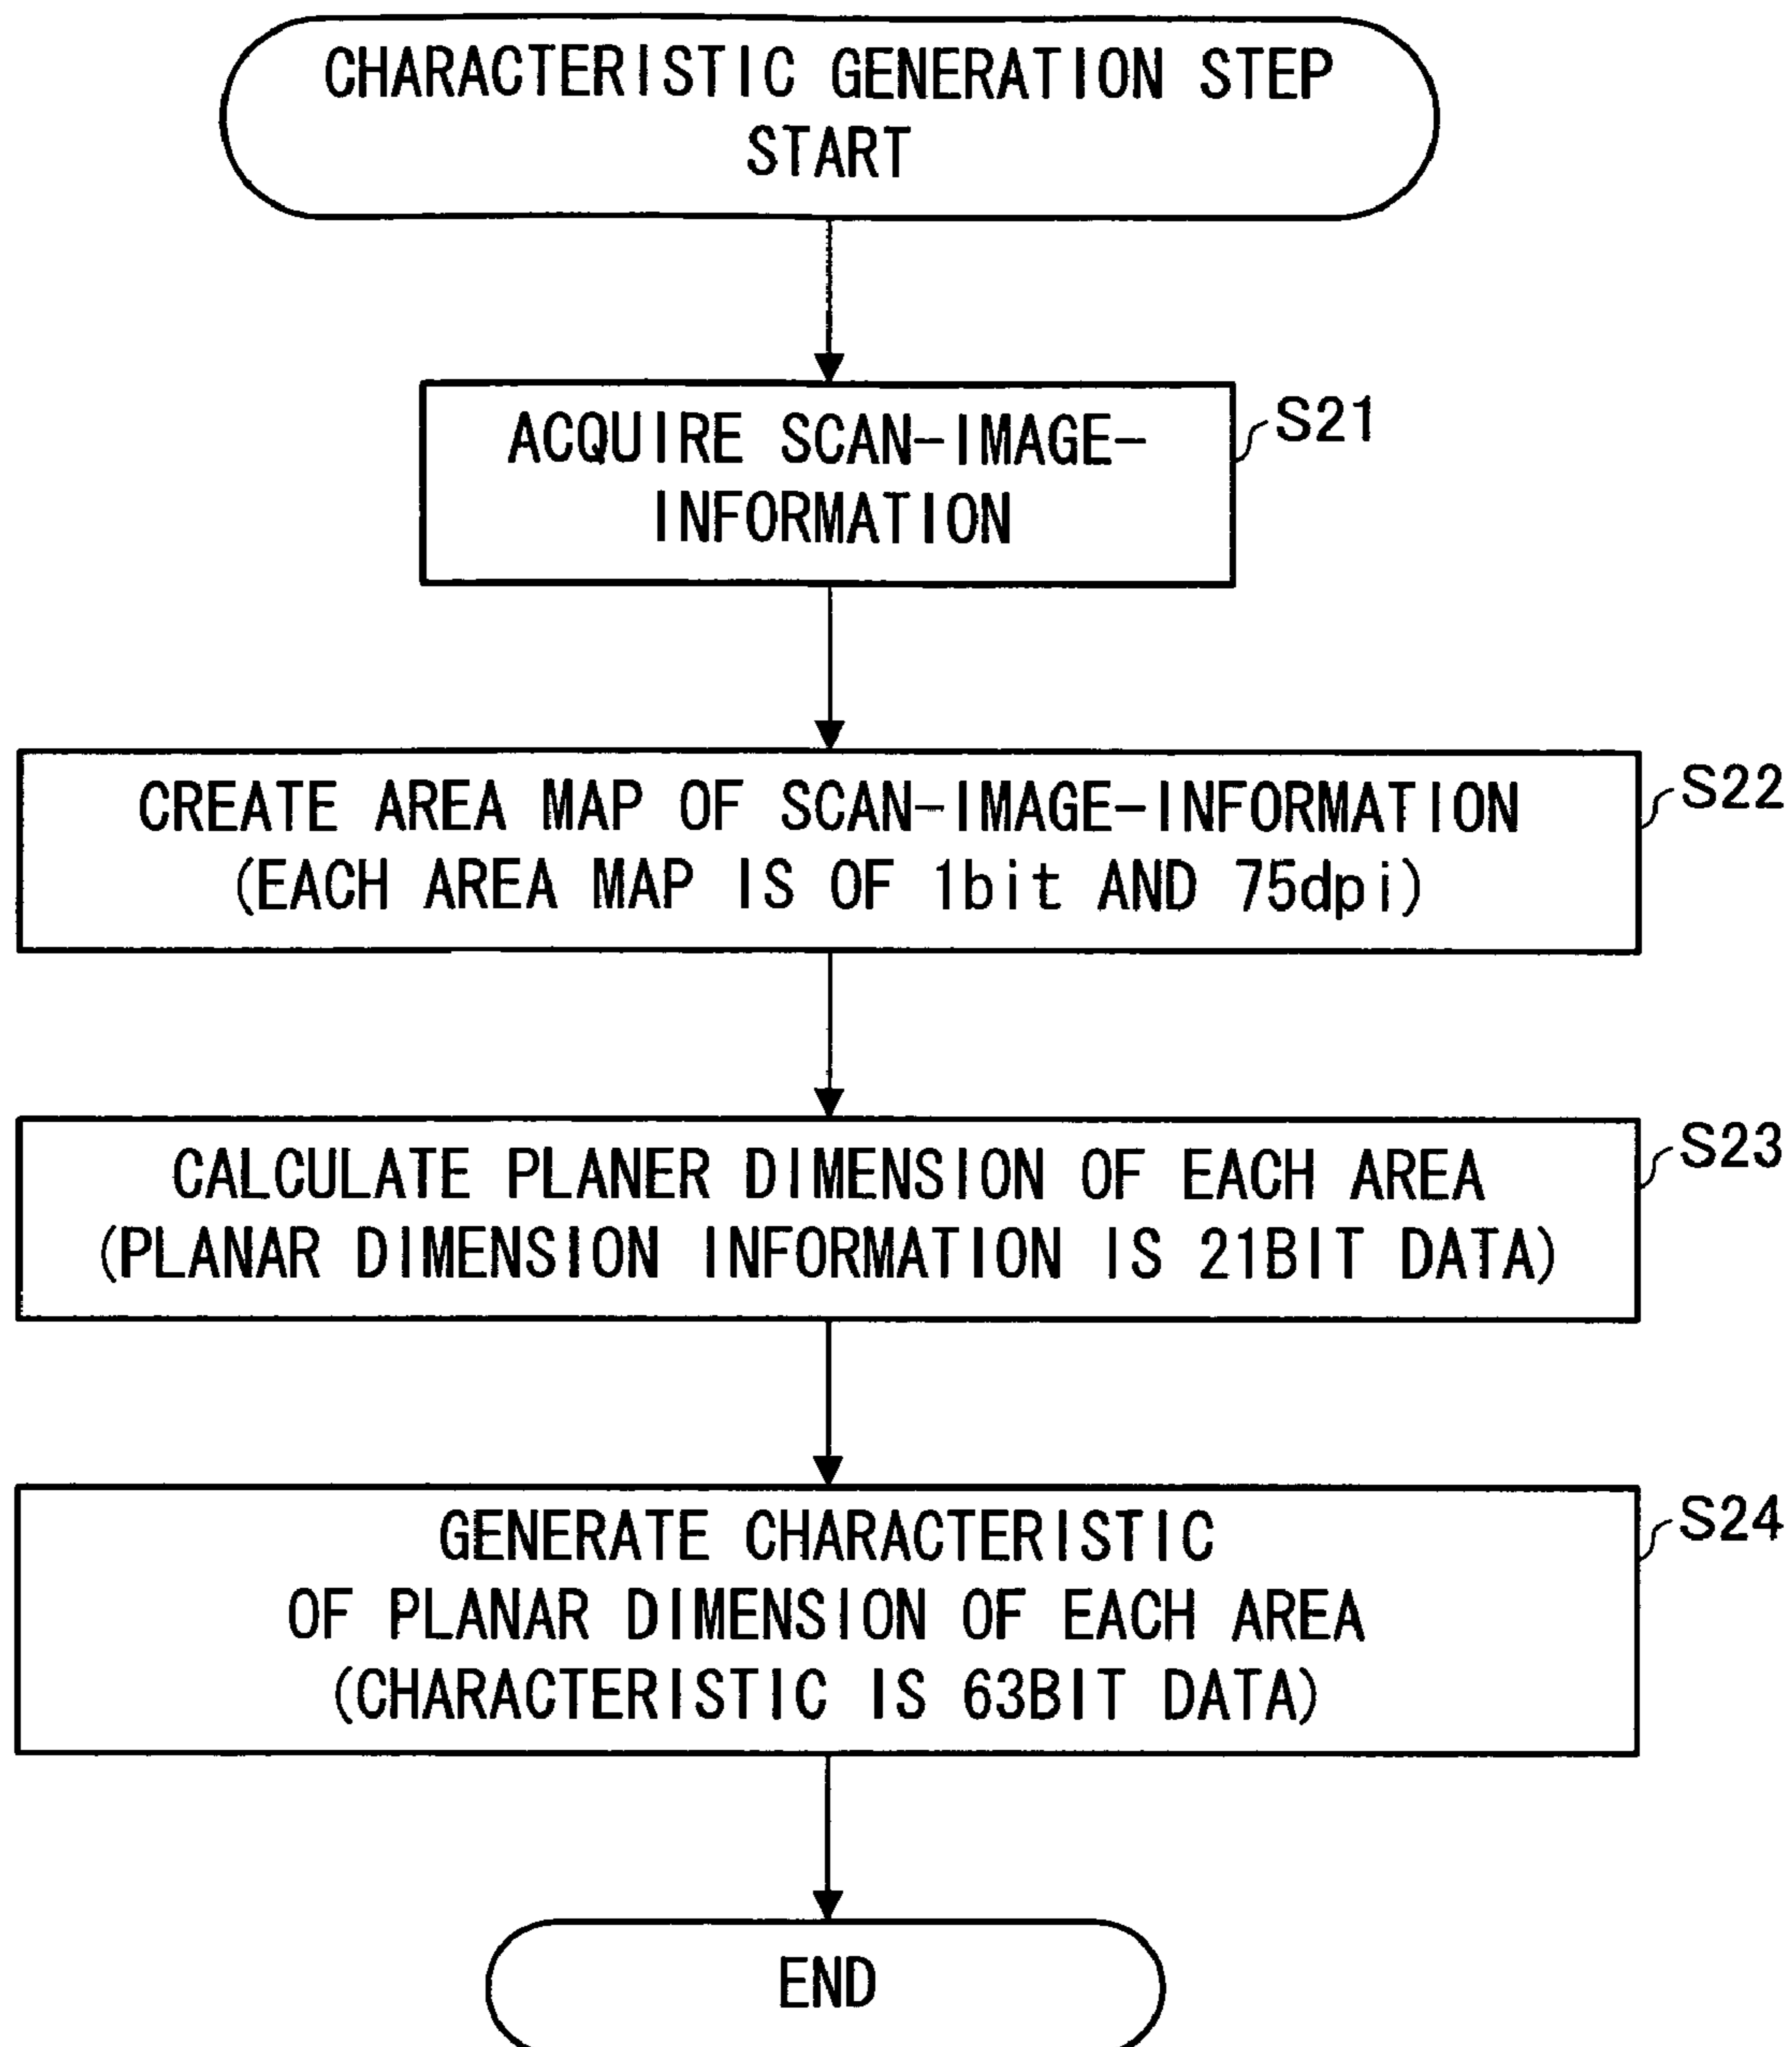 CHARACTERISTIC GENERATION STEP
START
ACQUIRE SCAN-IMAGE-
INFORMATION
S21
CREATE AREA MAP OF SCAN-IMAGE-INFORMATION
(EACH AREA MAP IS OF 1bit AND 75dpi)
S22
CALCULATE PLANER DIMENSION OF EACH AREA
(PLANAR DIMENSION INFORMATION IS 21BIT DATA)
S23
GENERATE CHARACTERISTIC
OF PLANAR DIMENSION OF EACH AREA
(CHARACTERISTIC IS 63BIT DATA)
S24
END